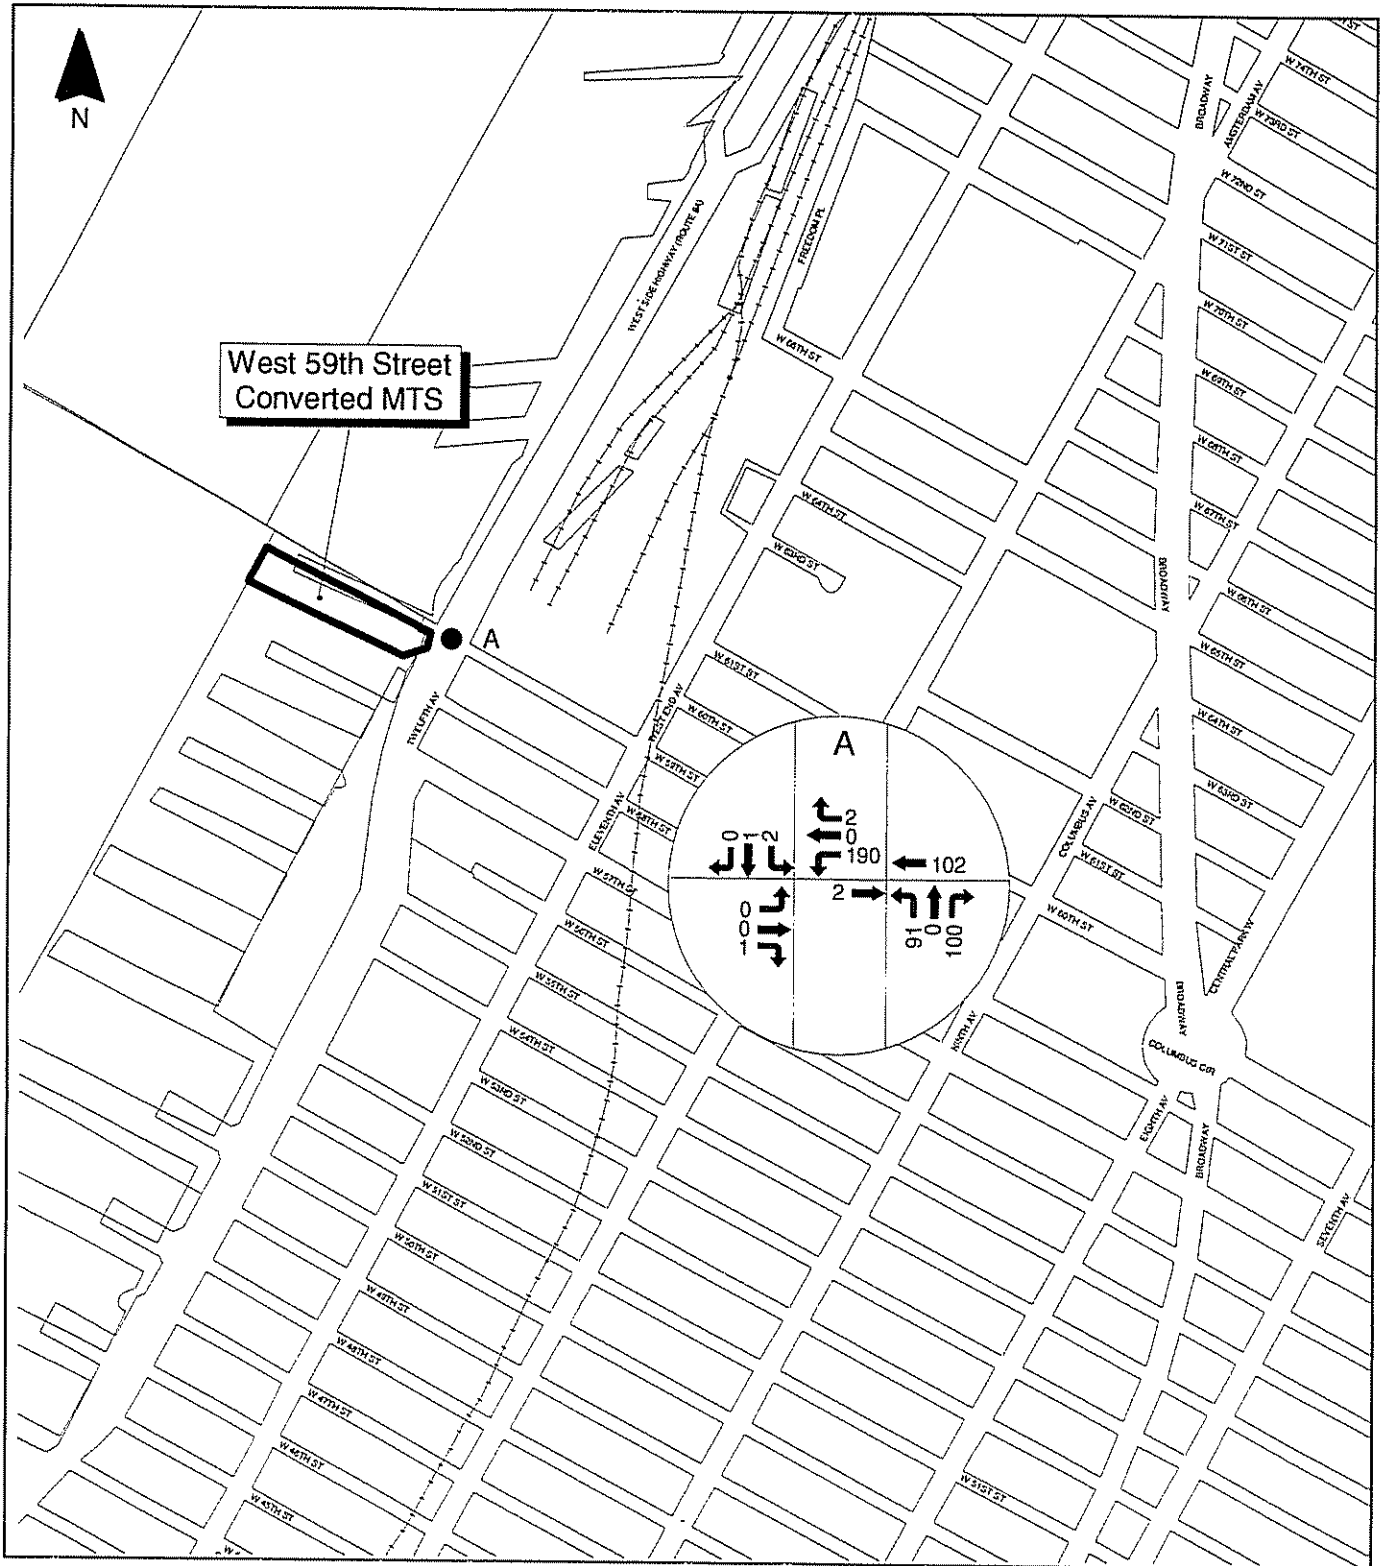 N
W 74TH ST
BROADWAY
AMSTERDAM AV
W 73RD ST
W 72ND ST
WEST SIDE HIGHWAY (ROUTE 9A)
FREEDOM PL
W 71ST ST
W 70TH ST
W 66TH ST
West 59th Street
Converted MTS
W 69TH ST
W 68TH ST
W 67TH ST
W 64TH ST
W 63RD ST
BROADWAY
W 66TH ST
A
W 65TH ST
W 61ST ST
TWELFTH AV
WEST END AV
W 60TH ST
W 64TH ST
W 59TH ST
W 63RD ST
ELEVENTH AV
W 58TH ST
COLUMBUS AV
W 62ND ST
W 61ST ST
A
2
0
190
0
1
2
102
0
0
1
2
91
0
100
W 57TH ST
W 60TH ST
CENTRAL PARK W
W 56TH ST
W 55TH ST
BROADWAY
W 54TH ST
NINTH AV
COLUMBUS CIR
W 53RD ST
EIGHTH AV
BROADWAY
W 52ND ST
W 51ST ST
SEVENTH AV
W 50TH ST
W 49TH ST
W 48TH ST
W 47TH ST
W 46TH ST
W 51ST ST
W 45TH ST